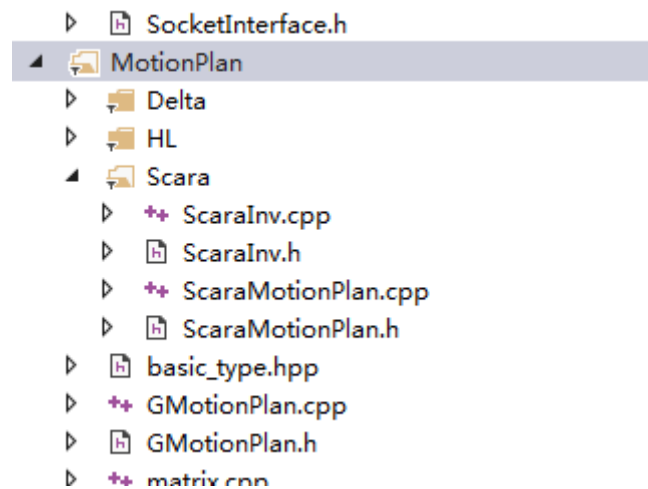 SocketInterface.h
MotionPlan
Delta
HL
Scara
ScaraInv.cpp
ScaraInv.h
ScaraMotionPlan.cpp
ScaraMotionPlan.h
basic_type.hpp
GMotionPlan.cpp
GMotionPlan.h
matrix.cpp